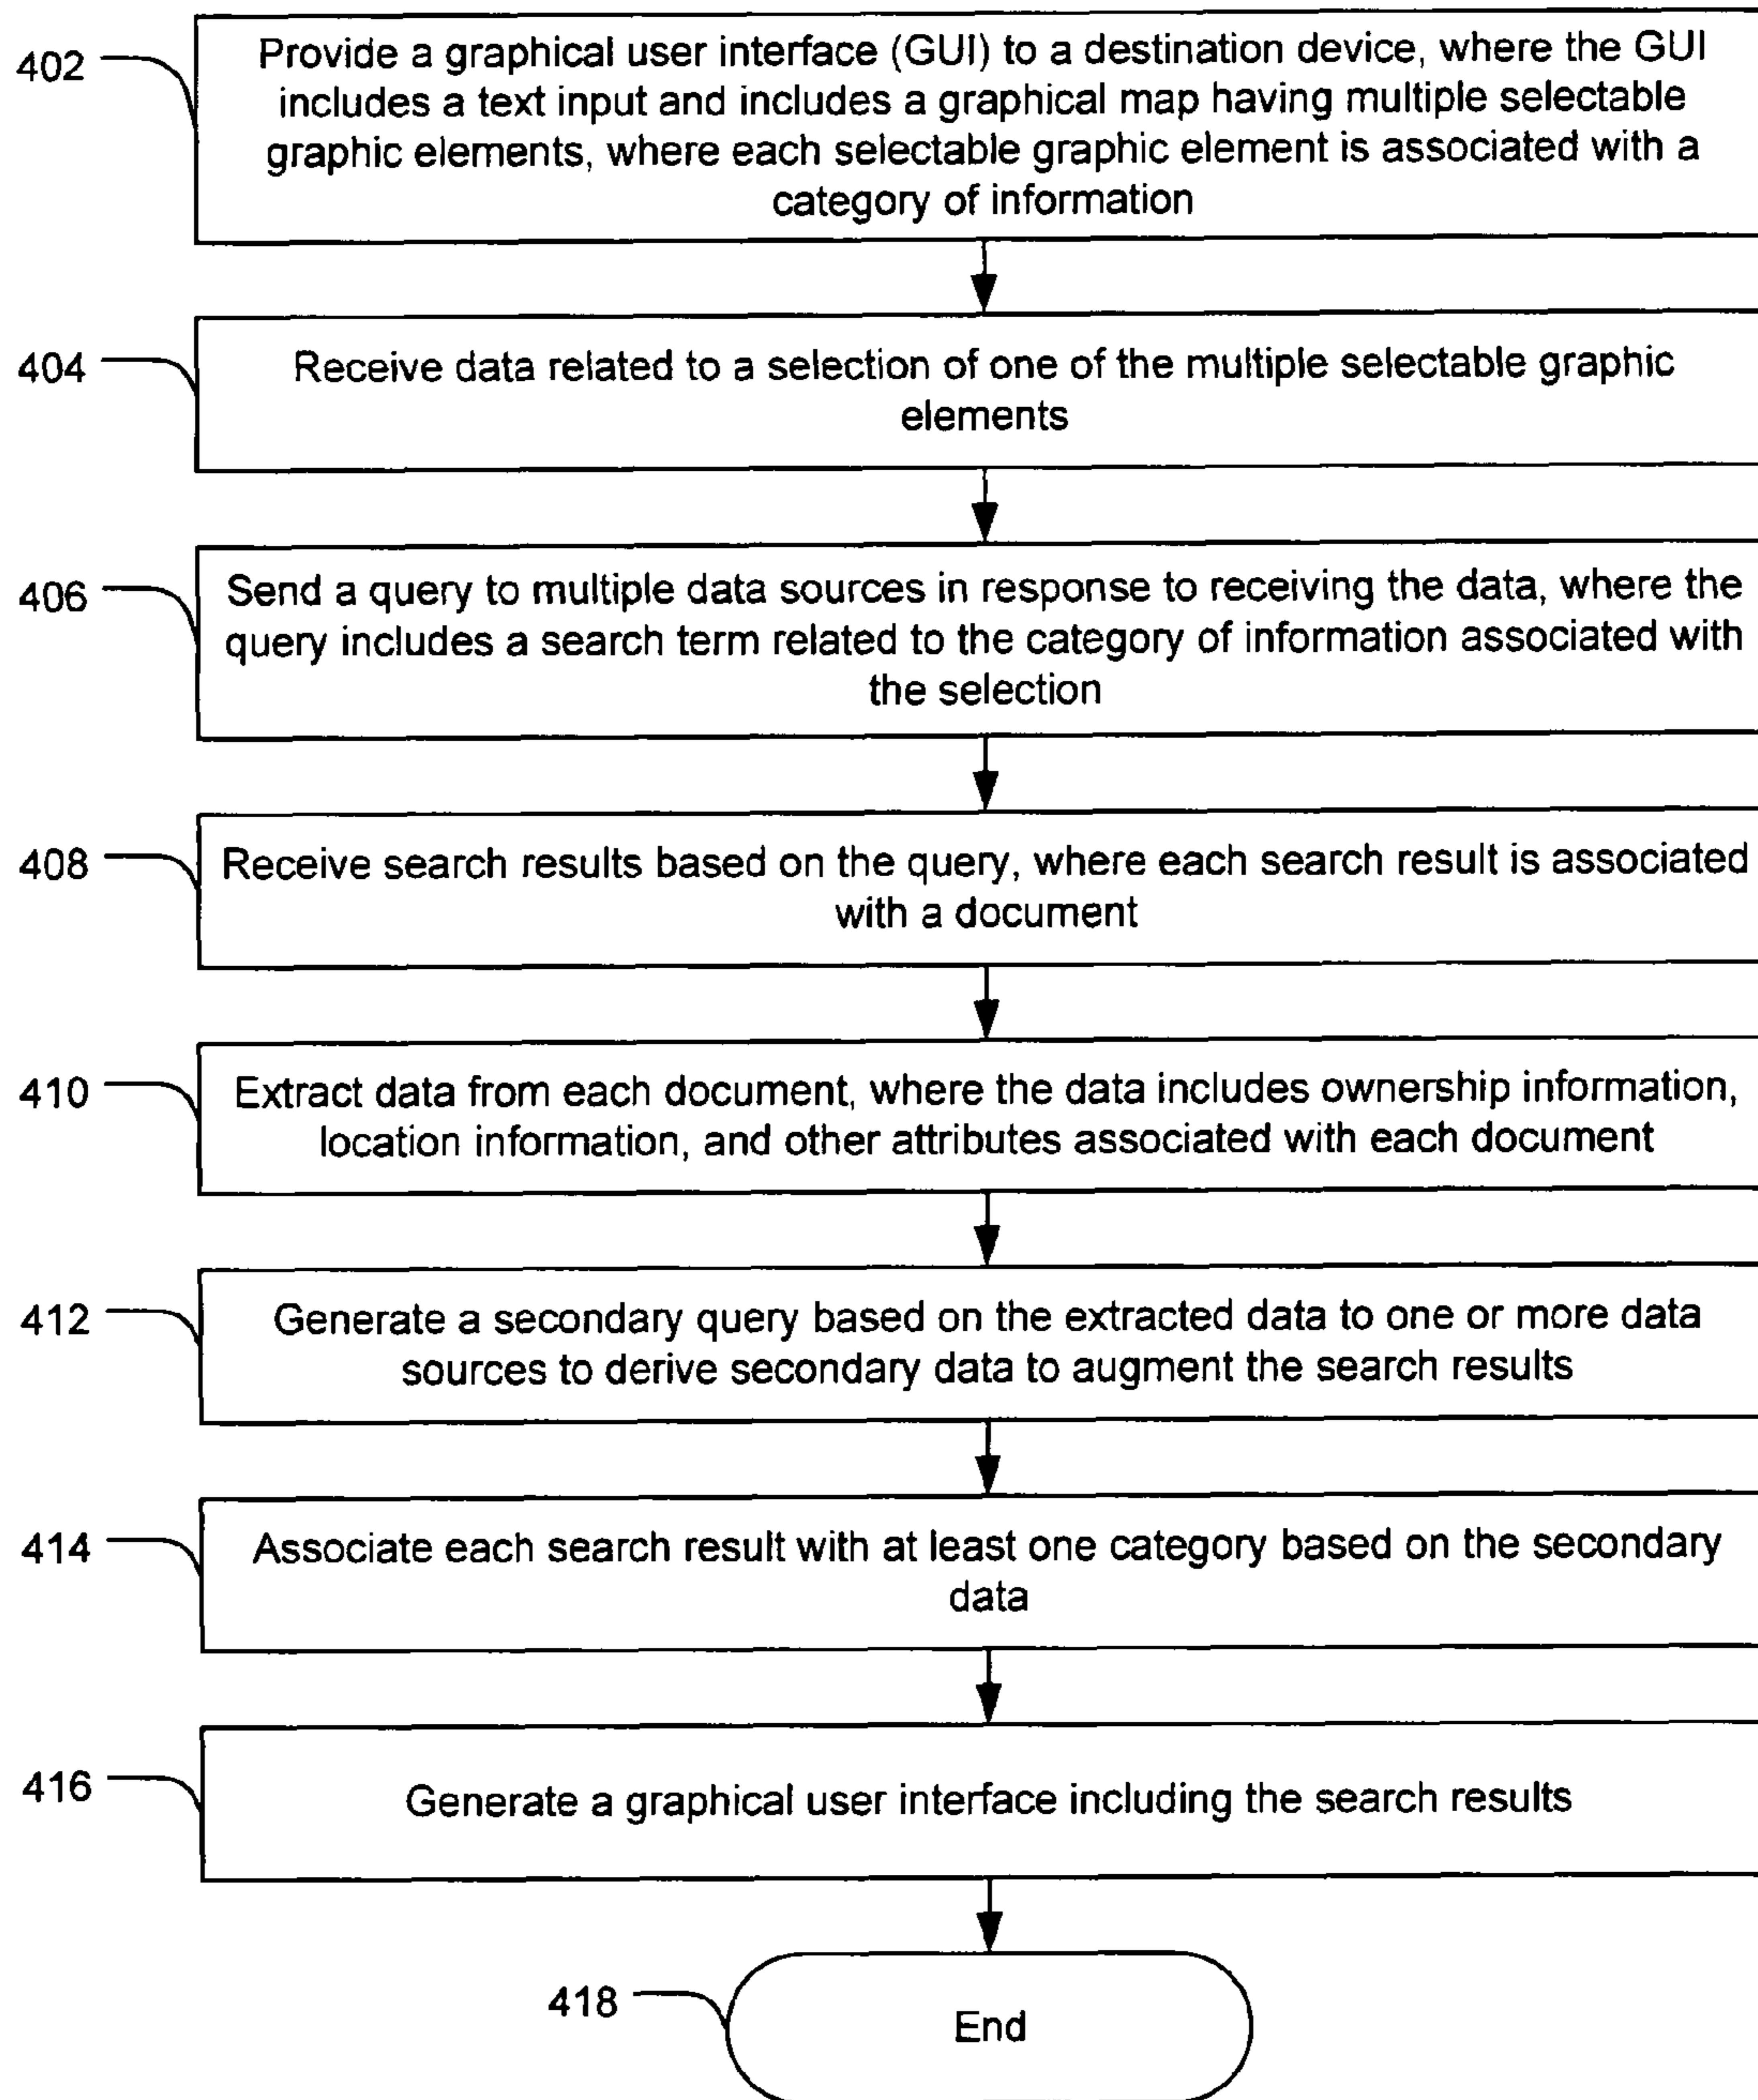 402
Provide a graphical user interface (GUI) to a destination device, where the GUI
includes a text input and includes a graphical map having multiple selectable
graphic elements, where each selectable graphic element is associated with a
category of information
404
Receive data related to a selection of one of the multiple selectable graphic
elements
406
Send a query to multiple data sources in response to receiving the data, where the
query includes a search term related to the category of information associated with
the selection
408
Receive search results based on the query, where each search result is associated
with a document
410
Extract data from each document, where the data includes ownership information,
location information, and other attributes associated with each document
412
Generate a secondary query based on the extracted data to one or more data
sources to derive secondary data to augment the search results
414
Associate each search result with at least one category based on the secondary
data
416
Generate a graphical user interface including the search results
418
End